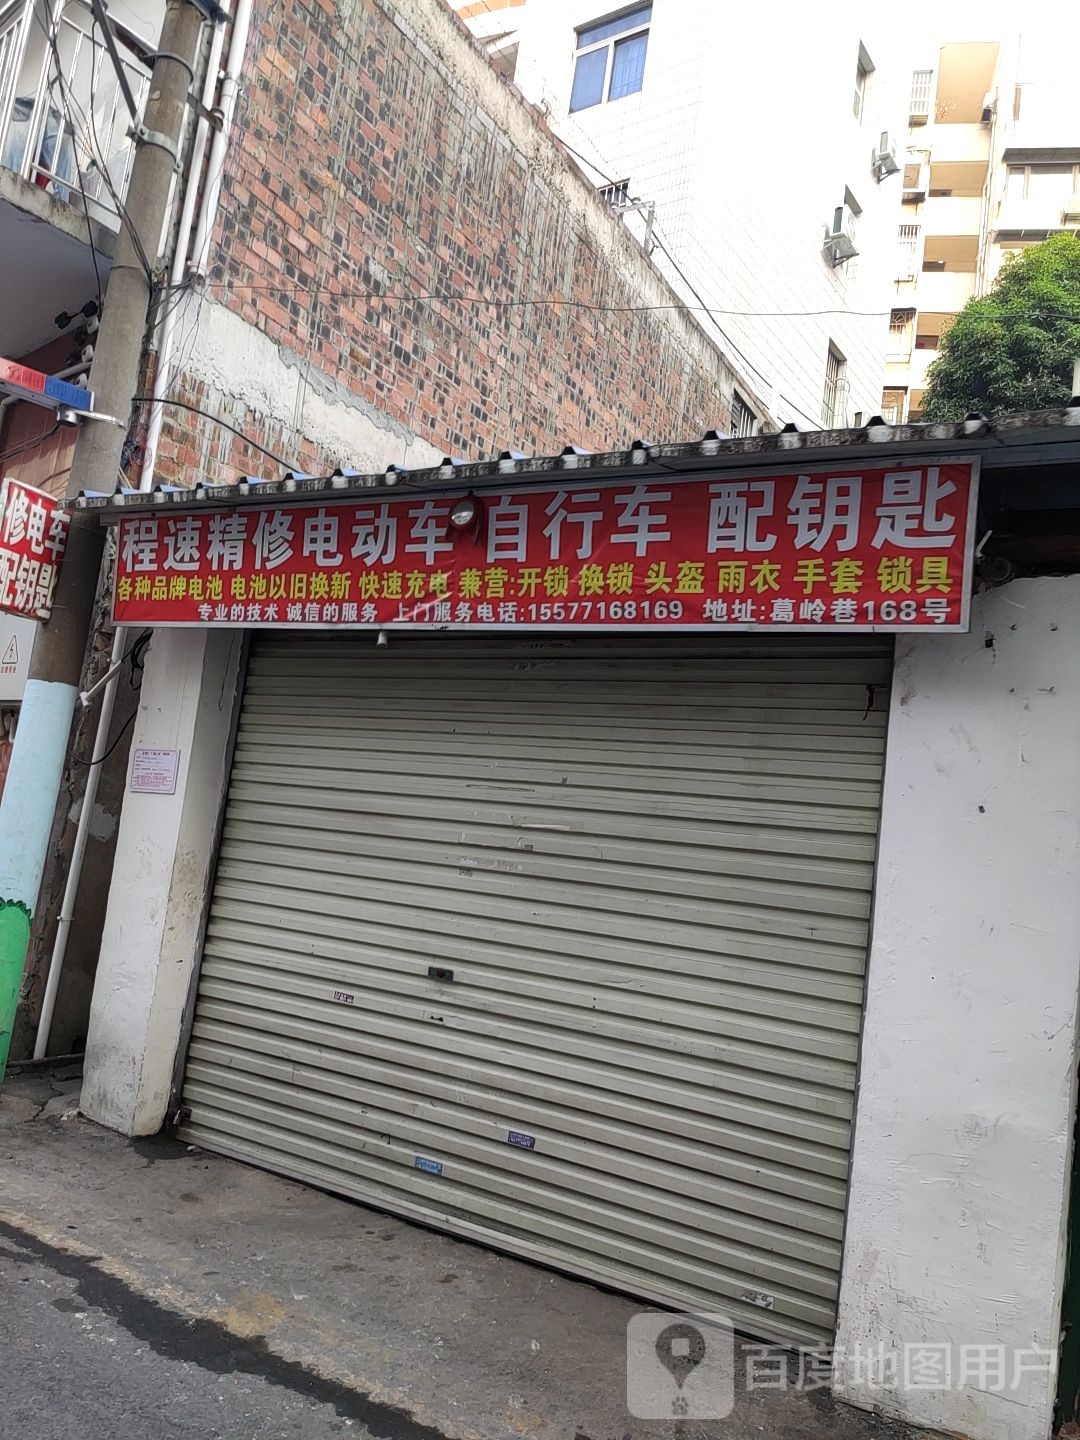 程速精修电动车 自行车 配钥匙
各种品牌电池 电池以旧换新 快速充电 兼营:开锁 换锁 头盔 雨衣 手套 锁具
专业的技术 诚信的服务 上门服务电话:15577168169 地址:葛岭巷168号
修电车
配钥匙
百度地图用户